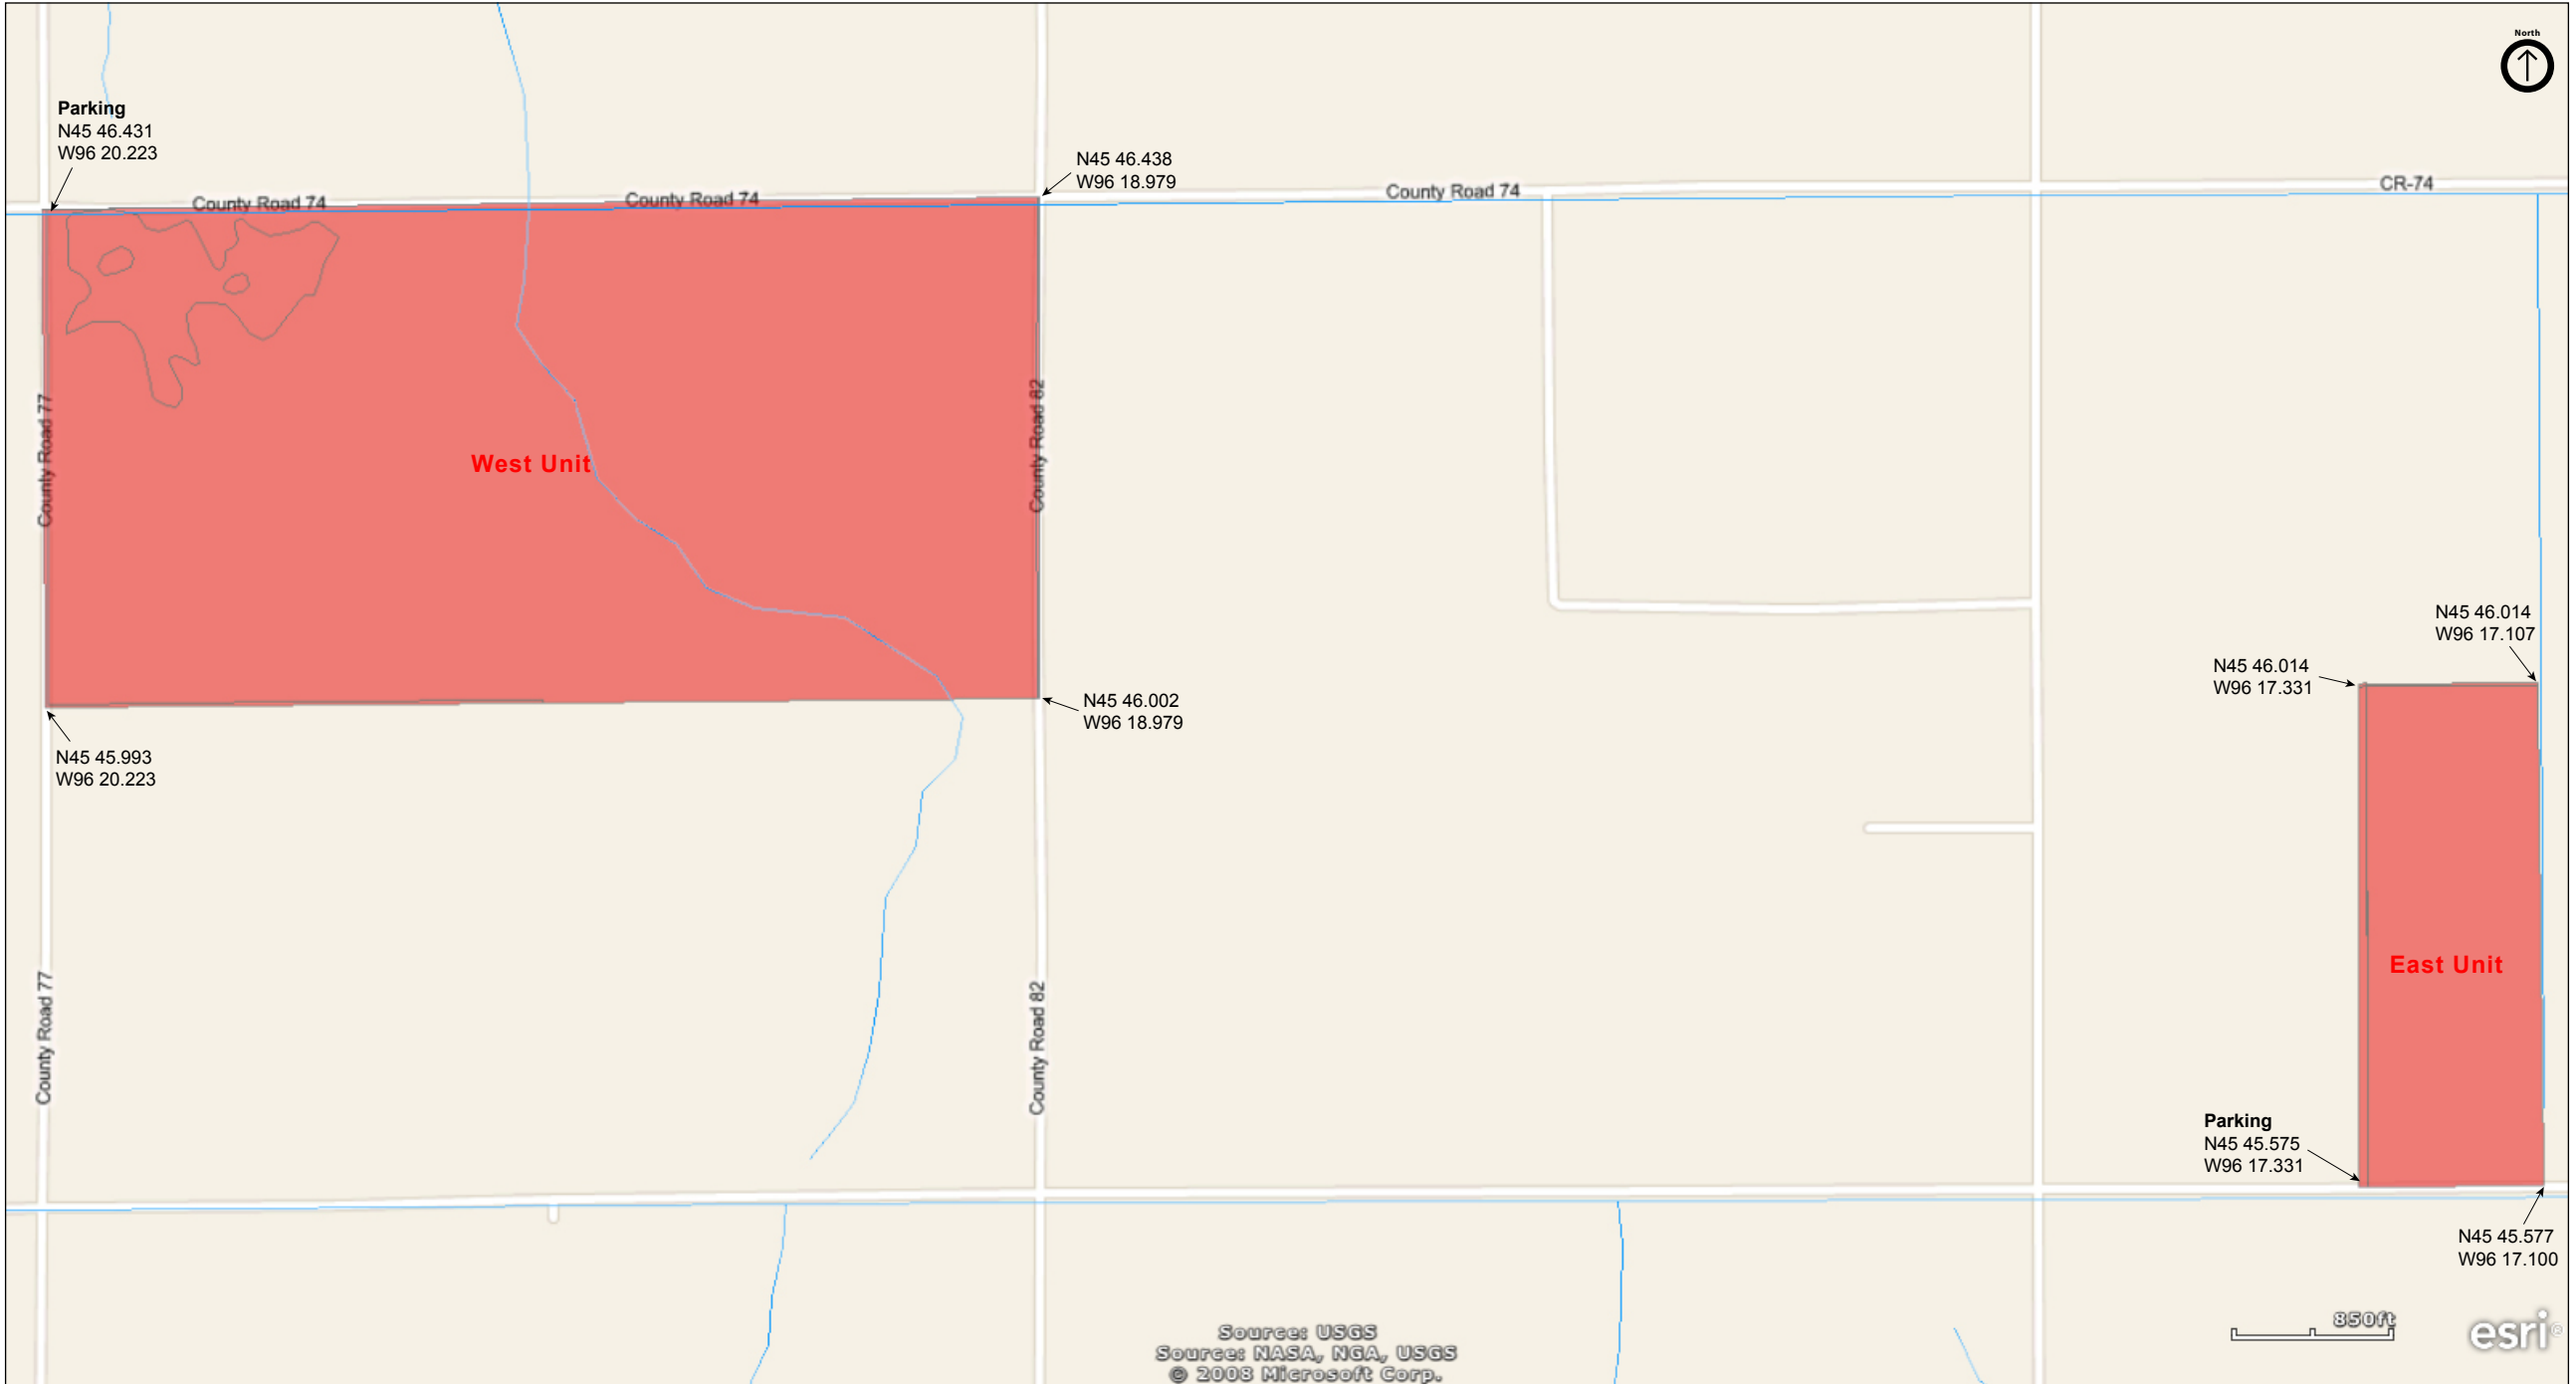 North
Parking
N45 46.431
W96 20.223
N45 46.438
W96 18.979
County Road 74
County Road 74
County Road 74
CR-74
County Road 77
West Unit
County Road 82
N45 46.014
W96 17.107
N45 46.014
W96 17.331
N45 46.002
W96 18.979
N45 45.993
W96 20.223
East Unit
County Road 77
County Road 82
Parking
N45 45.575
W96 17.331
N45 45.577
W96 17.100
850ft
Source: USGS
Source: NASA, NGA, USGS
© 2008 Microsoft Corp.
esri®